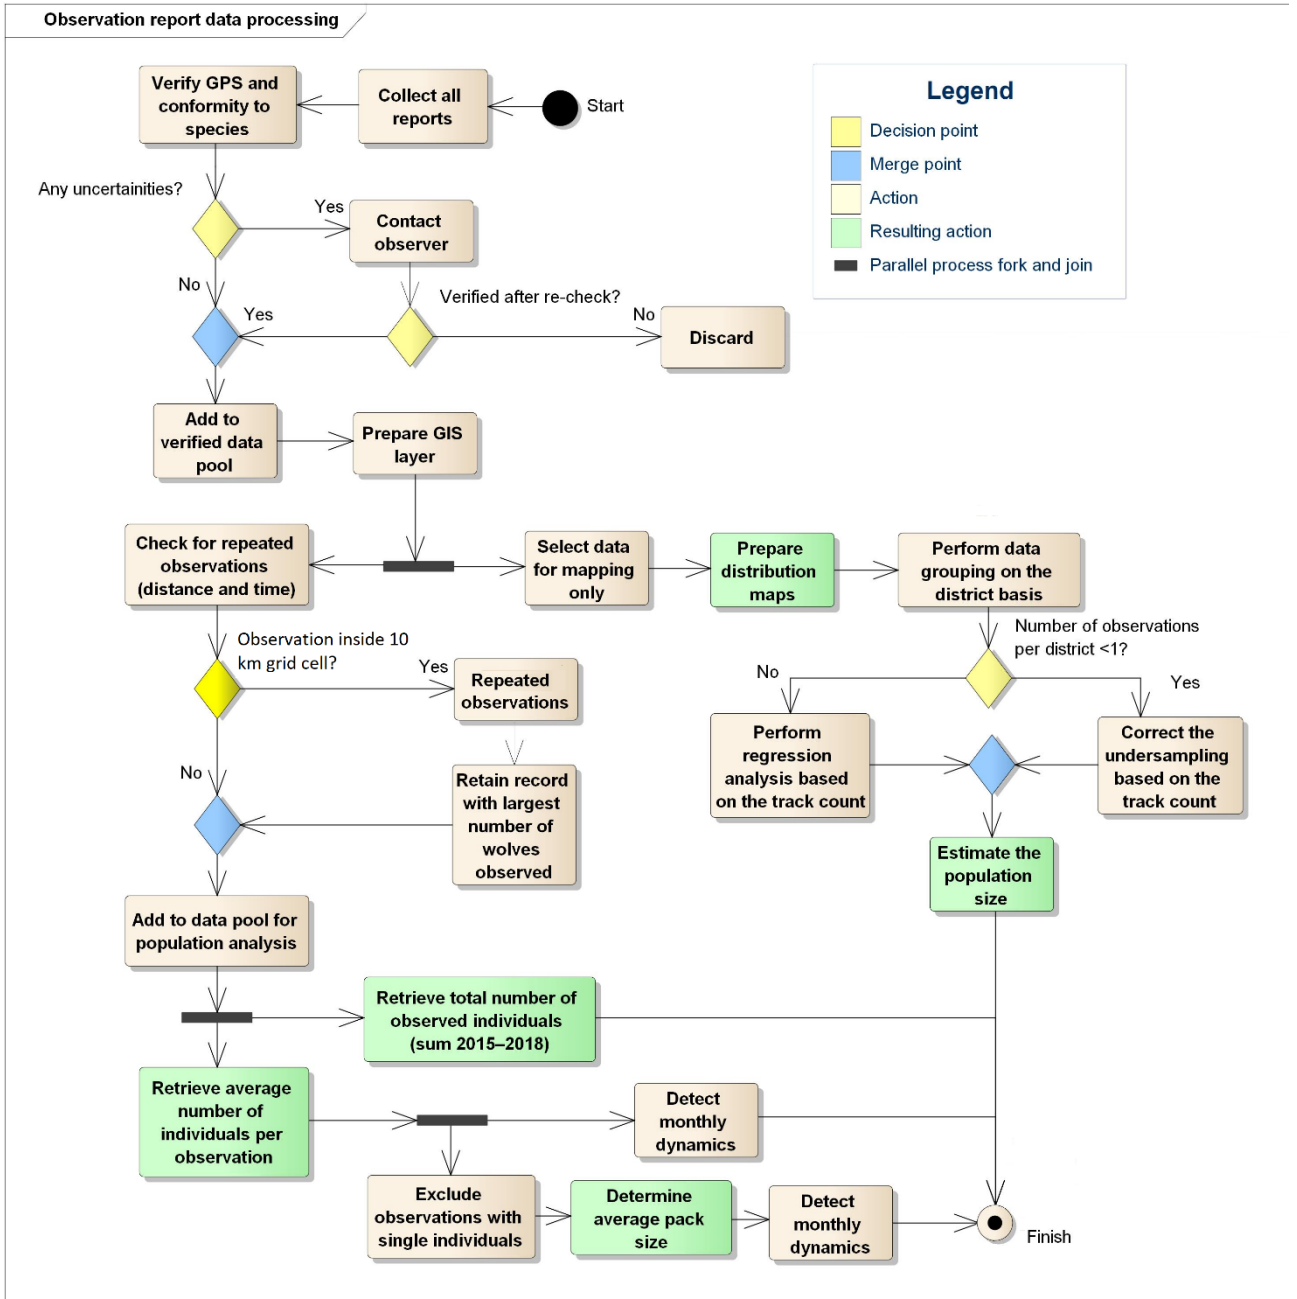 Observation report data processing
Verify GPS and
conformity to
species
Collect all
reports
Start
Legend
Decision point
Merge point
Action
Resulting action
Parallel process fork and join
Any uncertainities?
Yes
Contact
observer
No
Yes
Verified after re-check?
No
Discard
Add to
verified data
pool
Prepare GIS
layer
Check for repeated
observations
(distance and time)
Select data
for mapping
only
Prepare
distribution
maps
Perform data
grouping on the
district basis
Observation inside 10
km grid cell?
Yes
Repeated
observations
Number of observations
per district <1?
No
Yes
Perform
regression
analysis based
on the track count
Correct the
undersampling
based on the
track count
No
Retain record
with largest
number of
wolves
observed
Estimate the
population
size
Add to data pool for
population analysis
Retrieve total number of
observed individuals
(sum 2015–2018)
Retrieve average
number of
individuals per
observation
Detect
monthly
dynamics
Exclude
observations with
single individuals
Determine
average pack
size
Detect
monthly
dynamics
Finish